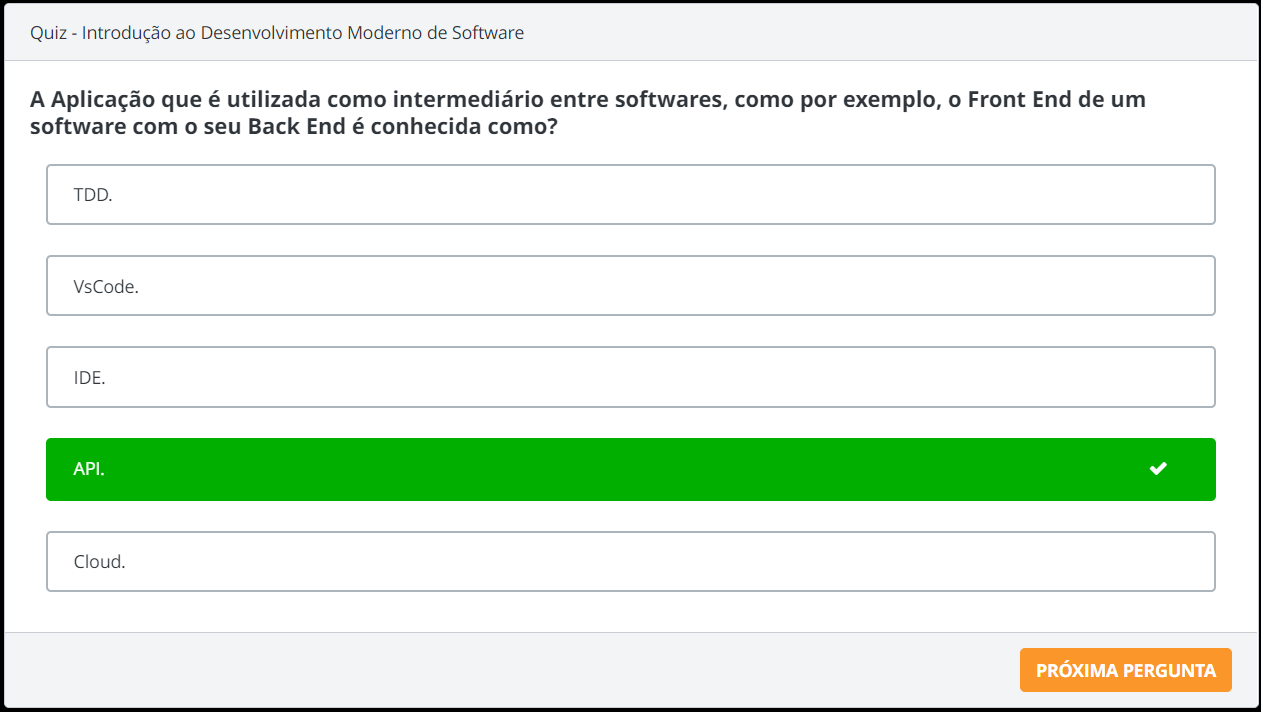 Quiz - Introdução ao Desenvolvimento Moderno de Software
A Aplicação que é utilizada como intermediário entre softwares, como por exemplo, o Front End de um
software com o seu Back End é conhecida como?
TDD.
VsCode.
IDE.
API.
Cloud.
PRÓXIMA PERGUNTA